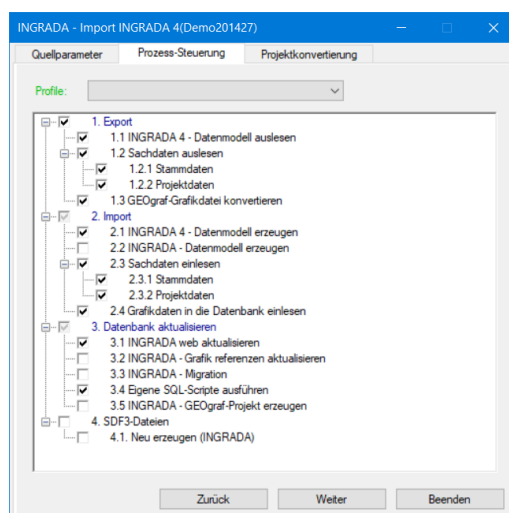 INGRADA - Import INGRADA 4(Demo201427)
Quellparameter Prozess-Steuerung Projektkonvertierung
Profile:
1. Export
1.1 INGRADA 4 - Datenmodell auslesen
1.2 Sachdaten auslesen
1.2.1 Stammdaten
1.2.2 Projektdaten
1.3 GEOgraf-Grafikdatei konvertieren
2. Import
2.1 INGRADA 4 - Datenmodell erzeugen
2.2 INGRADA - Datenmodell erzeugen
2.3 Sachdaten einlesen
2.3.1 Stammdaten
2.3.2 Projektdaten
2.4 Grafikdaten in die Datenbank einlesen
3. Datenbank aktualisieren
3.1 INGRADA web aktualisieren
3.2 INGRADA - Grafik referenzen aktualisieren
3.3 INGRADA - Migration
3.4 Eigene SQL-Scripte ausführen
3.5 INGRADA - GEOgraf-Projekt erzeugen
4. SDF3-Dateien
4.1. Neu erzeugen (INGRADA)
Zurück Weiter Beenden